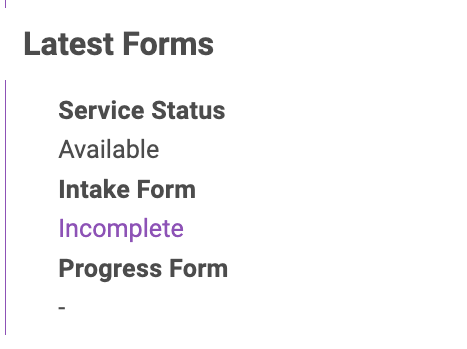 Latest Forms
Service Status
Available
Intake Form
Incomplete
Progress Form
-